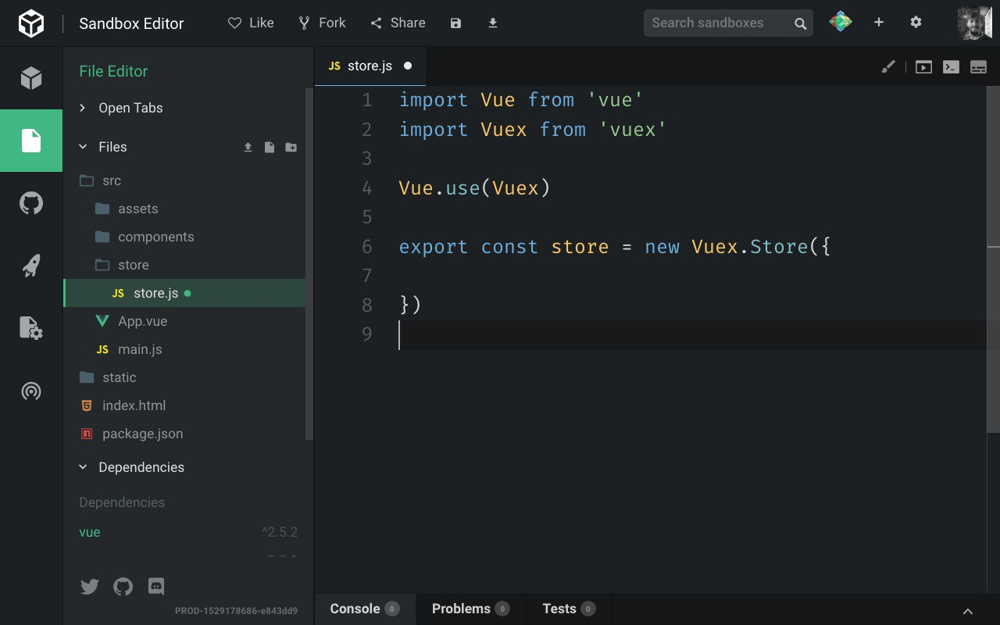 Sandbox Editor
Like
Fork
Share
Search sandboxes
File Editor
Open Tabs
Files
src
assets
components
store
JS store.js
App.vue
JS main.js
static
index.html
package.json
Dependencies
Dependencies
vue ^2.5.2
PROD-1529178686-e843dd9
JS store.js
1 import Vue from 'vue'
2 import Vuex from 'vuex'
3
4 Vue.use(Vuex)
5
6 export const store = new Vuex.Store({
7
8 })
9
Console 0
Problems 0
Tests 0